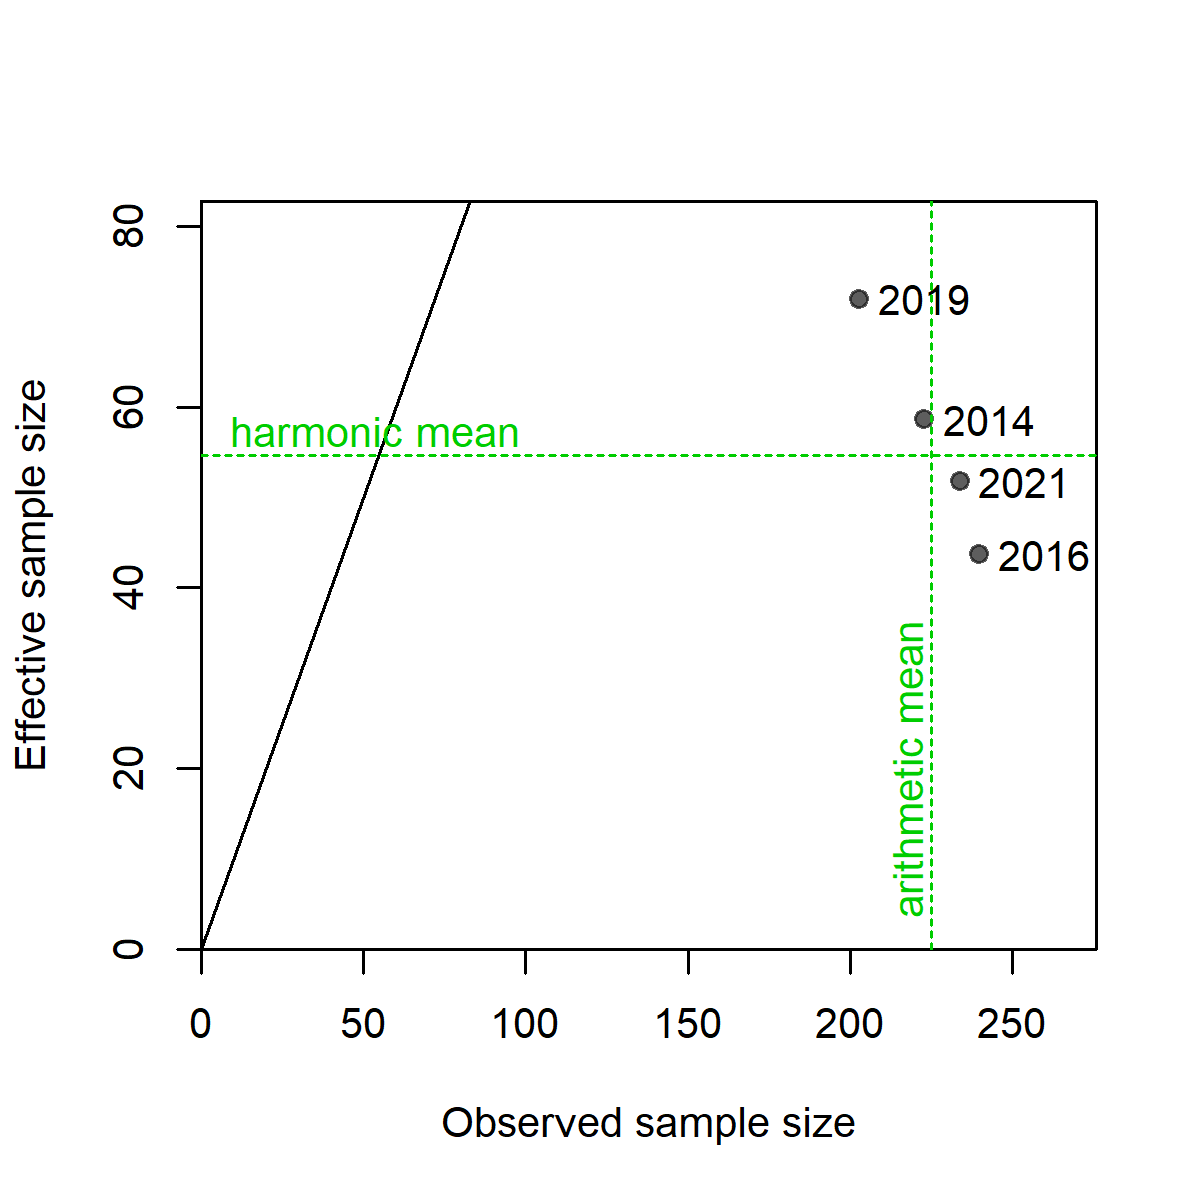 80
60
40
20
0
Effective sample size
2019
2014
harmonic mean
2021
2016
arithmetic mean
0 50 100 150 200 250
Observed sample size